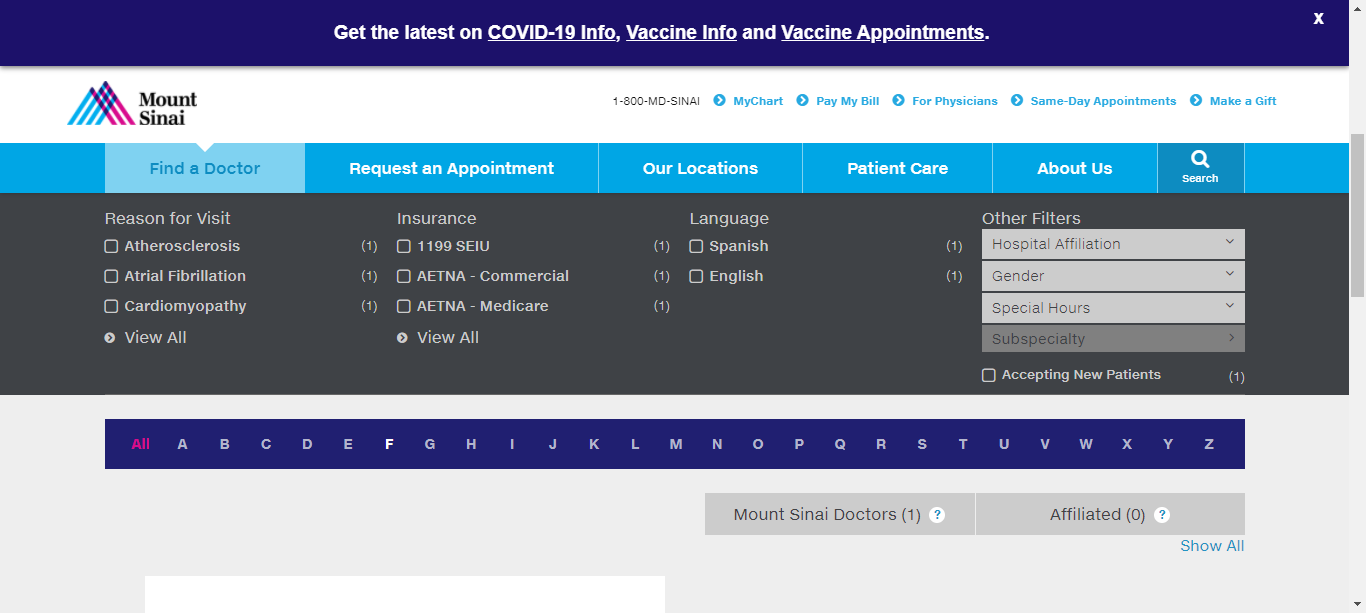 Get the latest on COVID-19 Info, Vaccine Info and Vaccine Appointments.
X
Mount
Sinai
1-800-MD-SINAI MyChart Pay My Bill For Physicians Same-Day Appointments Make a Gift
Find a Doctor Request an Appointment Our Locations Patient Care About Us Search
Reason for Visit
Atherosclerosis (1)
Atrial Fibrillation (1)
Cardiomyopathy (1)
View All
Insurance
1199 SEIU (1)
AETNA - Commercial (1)
AETNA - Medicare (1)
View All
Language
Spanish (1)
English (1)
Other Filters
Hospital Affiliation
Gender
Special Hours
Subspecialty
Accepting New Patients (1)
All A B C D E F G H I J K L M N O P Q R S T U V W X Y Z
Mount Sinai Doctors (1) ? Affiliated (0) ?
Show All